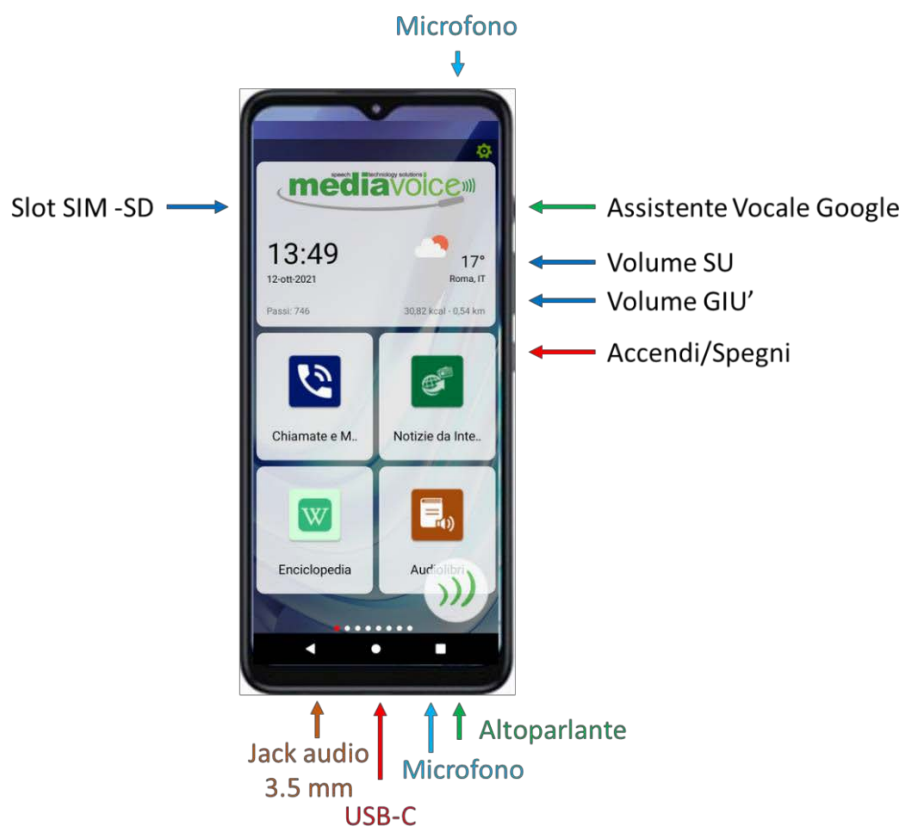 Microfono
Slot SIM -SD
Assistente Vocale Google
Volume SU
Volume GIU’
Accendi/Spegni
speech technology solutions
mediavoice
13:49
17°
12-ott-2021
Roma, IT
Passi: 746
30,82 kcal - 0,54 km
Chiamate e M..
Notizie da Inte..
W
Enciclopedia
Audiolibri
Altoparlante
Jack audio
3.5 mm
Microfono
USB-C